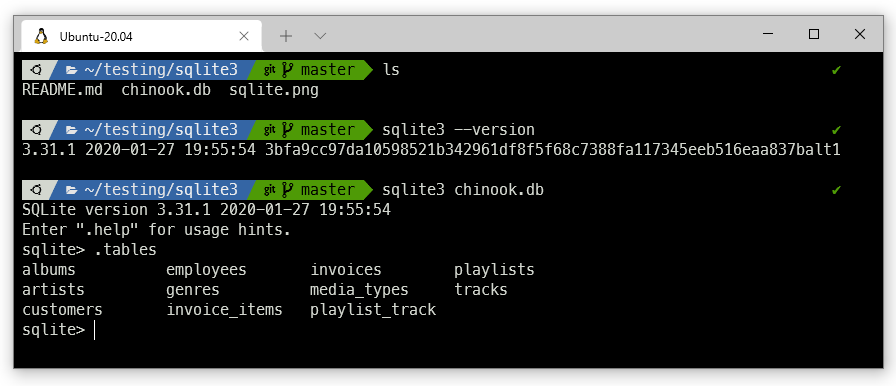 Ubuntu-20.04
~/testing/sqlite3 git master ls
README.md chinook.db sqlite.png
~/testing/sqlite3 git master sqlite3 --version
3.31.1 2020-01-27 19:55:54 3bfa9cc97da10598521b342961df8f5f68c7388fa117345eeb516eaa837balt1
~/testing/sqlite3 git master sqlite3 chinook.db
SQLite version 3.31.1 2020-01-27 19:55:54
Enter ".help" for usage hints.
sqlite> .tables
albums employees invoices playlists
artists genres media_types tracks
customers invoice_items playlist_track
sqlite>